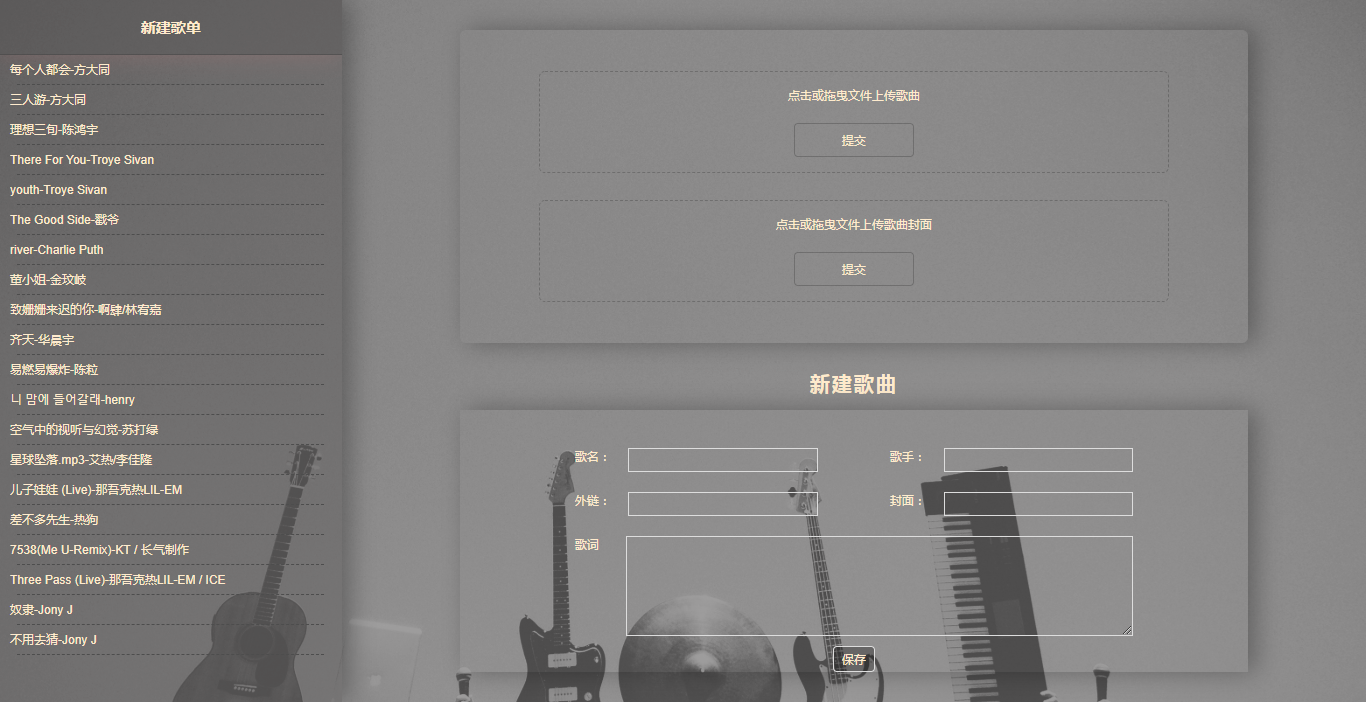 新建歌单
每个人都会-方大同
三人游-方大同
理想三旬-陈鸿宇
There For You-Troye Sivan
youth-Troye Sivan
The Good Side-戳爷
river-Charlie Puth
董小姐-金玟岐
致姗姗来迟的你-啊肆/林宥嘉
齐天-华晨宇
易燃易爆炸-陈粒
니 맘에 들어갈래-henry
空气中的视听与幻觉-苏打绿
星球坠落.mp3-艾热/李佳隆
儿子娃娃 (Live)-那吾克热LIL-EM
差不多先生-热狗
7538(Me U-Remix)-KT / 长气制作
Three Pass (Live)-那吾克热LIL-EM / ICE
奴隶-Jony J
不用去猜-Jony J
点击或拖曳文件上传歌曲
提交
点击或拖曳文件上传歌曲封面
提交
新建歌曲
歌名： 歌手：
外链： 封面：
歌词
保存